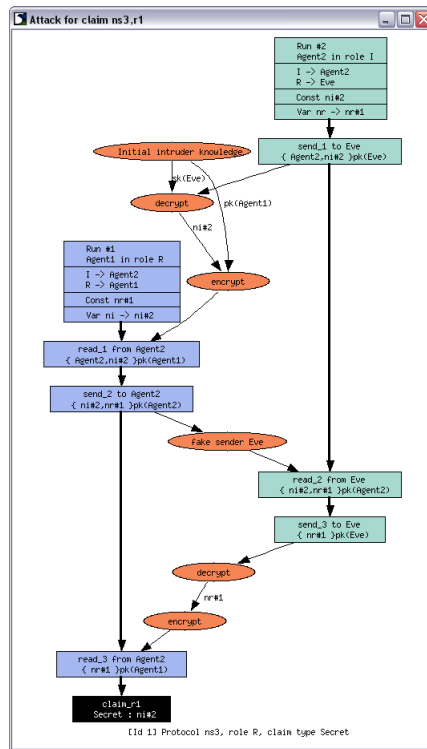 Attack for claim ns3,r1
Run #2
Agent2 in role I
I -> Agent2
R -> Eve
Const ni#2
Var nr -> nr#1
Initial intruder knowledge
send_1 to Eve
{ Agent2,ni#2 }pk(Eve)
sk(Eve)
decrypt
pk(Agent1)
ni#2
Run #1
Agent1 in role R
I -> Agent2
R -> Agent1
Const nr#1
Var ni -> ni#2
encrypt
read_1 from Agent2
{ Agent2,ni#2 }pk(Agent1)
send_2 to Agent2
{ ni#2,nr#1 }pk(Agent2)
fake sender Eve
read_2 from Eve
{ ni#2,nr#1 }pk(Agent2)
send_3 to Eve
{ nr#1 }pk(Eve)
decrypt
nr#1
encrypt
read_3 from Agent2
{ nr#1 }pk(Agent1)
claim_r1
Secret : ni#2
[Id 1] Protocol ns3, role R, claim type Secret